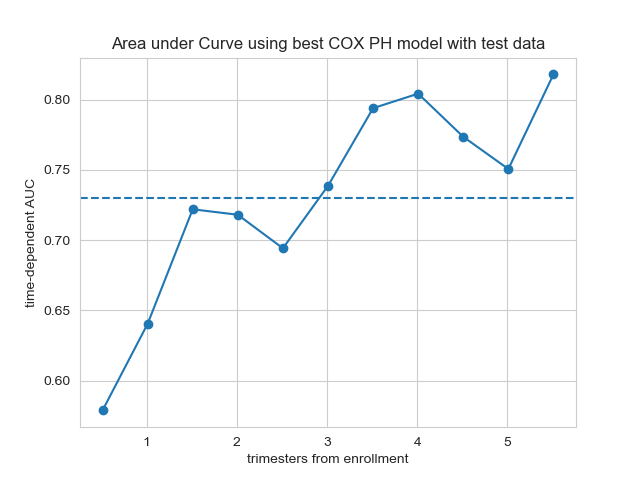 Area under Curve using best COX PH model with test data
time-dependent AUC
0.80
0.75
0.70
0.65
0.60
1 2 3 4 5
trimesters from enrollment